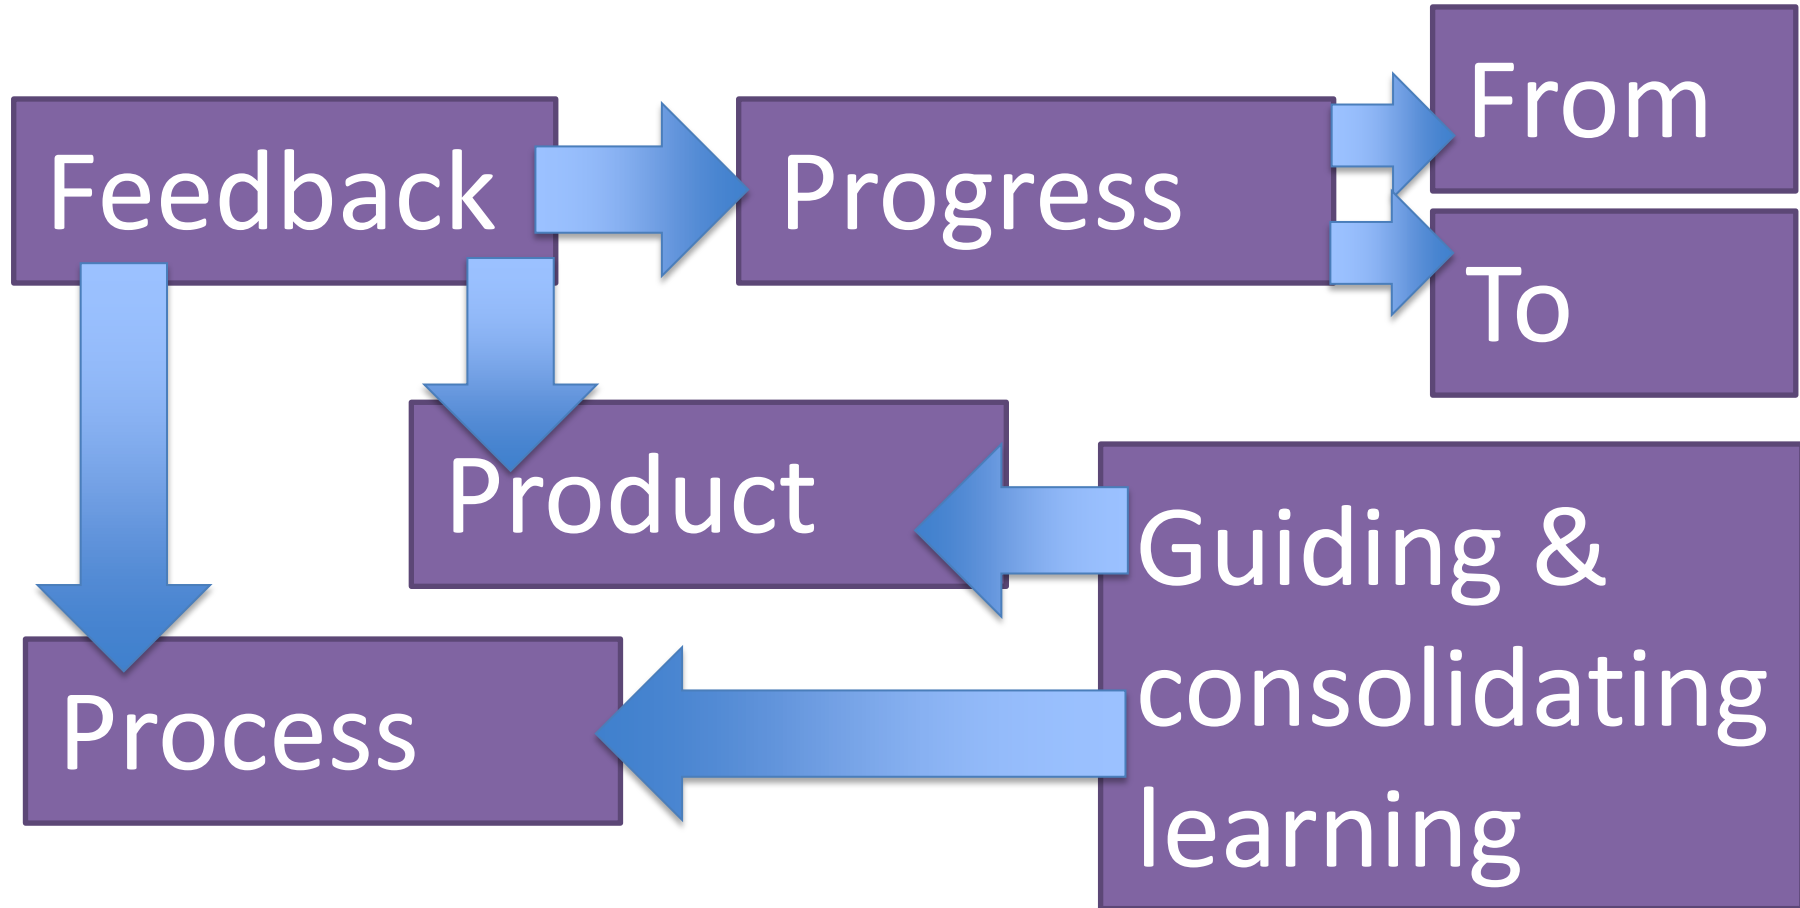 Feedback
Progress
From
To
Product
Guiding &
consolidating
learning
Process